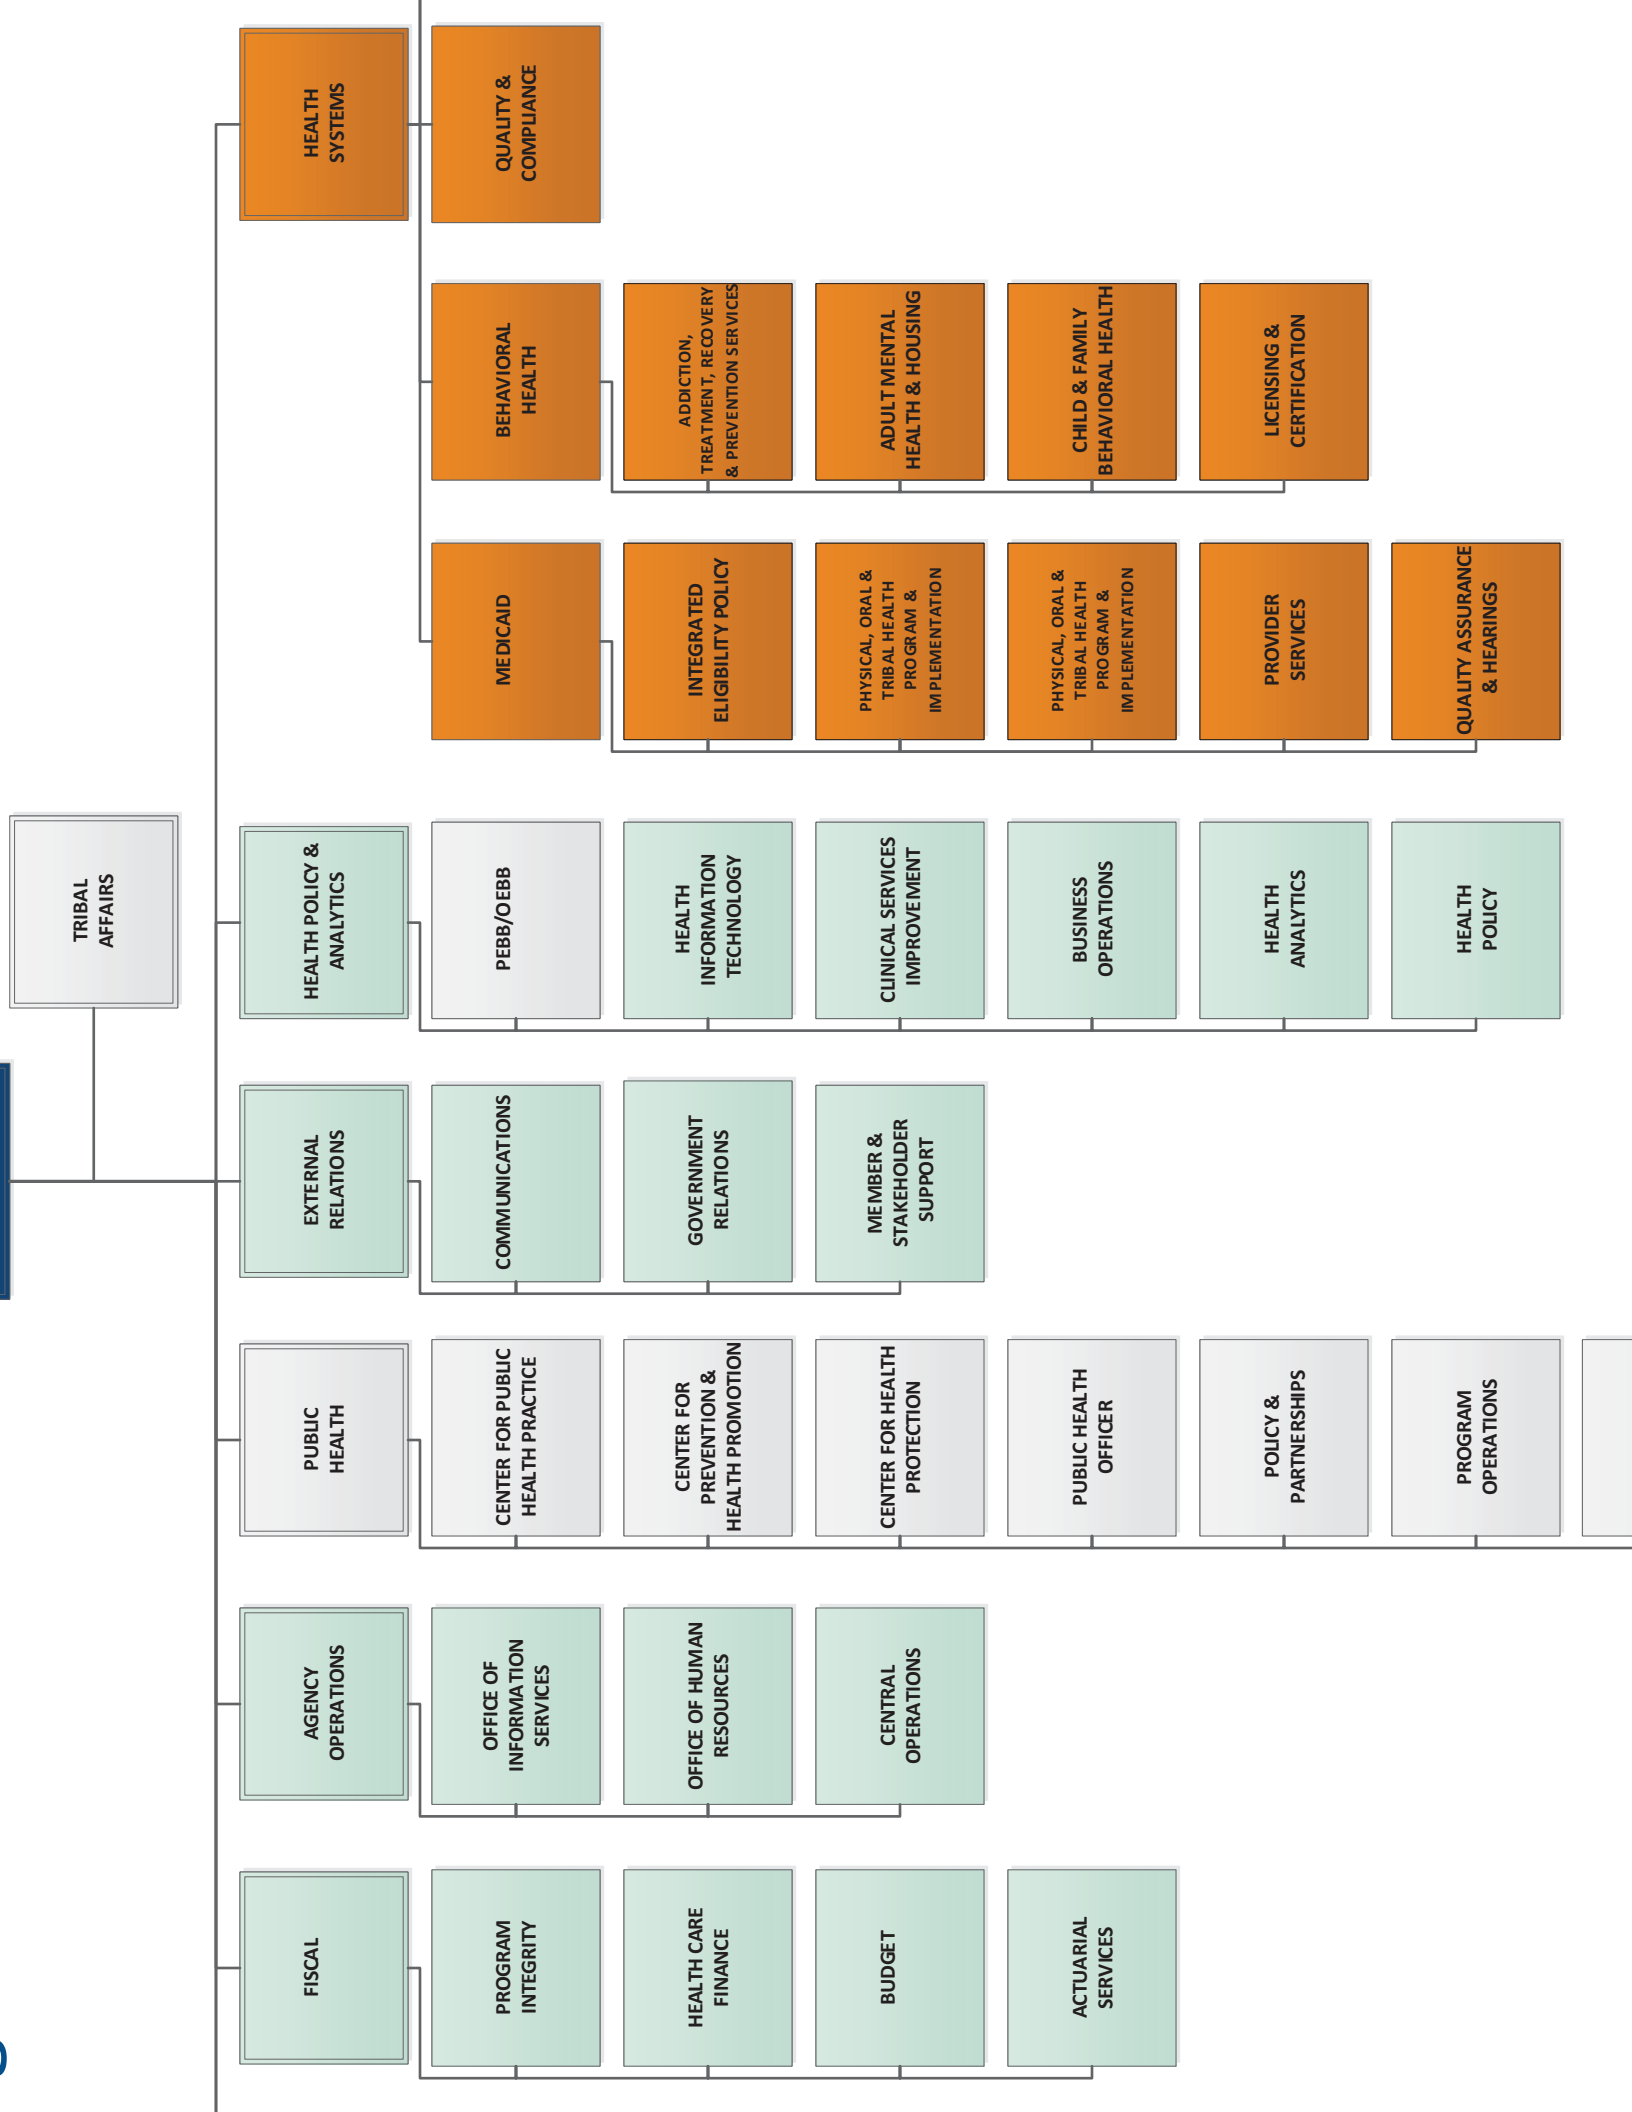 TRIBAL
AFFAIRS
FISCAL
PROGRAM
INTEGRITY
HEALTH CARE
FINANCE
BUDGET
ACTUARIAL
SERVICES
AGENCY
OPERATIONS
OFFICE OF
INFORMATION
SERVICES
OFFICE OF HUMAN
RESOURCES
CENTRAL
OPERATIONS
PUBLIC
HEALTH
CENTER FOR PUBLIC
HEALTH PRACTICE
CENTER FOR
PREVENTION &
HEALTH PROMOTION
CENTER FOR HEALTH
PROTECTION
PUBLIC HEALTH
OFFICER
POLICY &
PARTNERSHIPS
PROGRAM
OPERATIONS
EXTERNAL
RELATIONS
COMMUNICATIONS
GOVERNMENT
RELATIONS
MEMBER &
STAKEHOLDER
SUPPORT
HEALTH POLICY &
ANALYTICS
PEBB/OEBB
HEALTH
INFORMATION
TECHNOLOGY
CLINICAL SERVICES
IMPROVEMENT
BUSINESS
OPERATIONS
HEALTH
ANALYTICS
HEALTH
POLICY
HEALTH
SYSTEMS
MEDICAID
INTEGRATED
ELIGIBILITY POLICY
PHYSICAL, ORAL &
TRIBAL HEALTH
PROGRAM &
IMPLEMENTATION
PHYSICAL, ORAL &
TRIBAL HEALTH
PROGRAM &
IMPLEMENTATION
PROVIDER
SERVICES
QUALITY ASSURANCE
& HEARINGS
BEHAVIORAL
HEALTH
ADDICTION,
TREATMENT, RECOVERY
& PREVENTION SERVICES
ADULT MENTAL
HEALTH & HOUSING
CHILD & FAMILY
BEHAVIORAL HEALTH
LICENSING &
CERTIFICATION
QUALITY &
COMPLIANCE